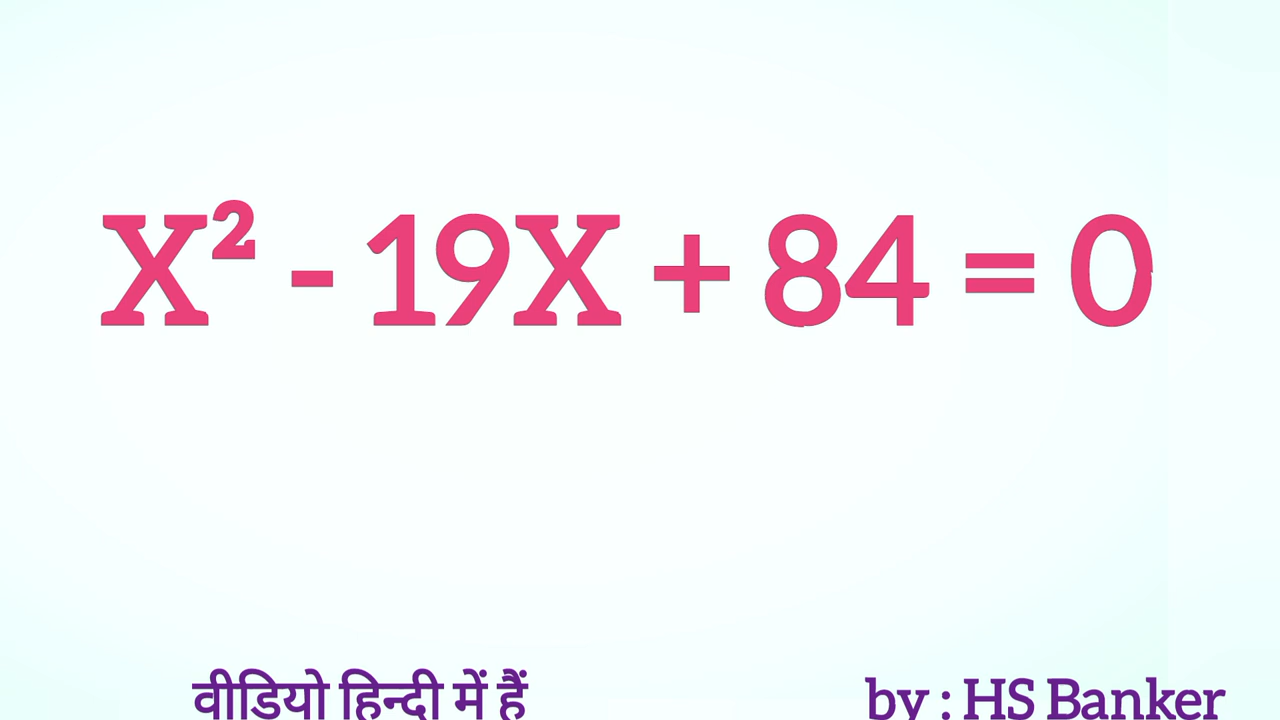 X² - 19X + 84 = 0
वीडियो हिन्दी में हैं by : HS Banker